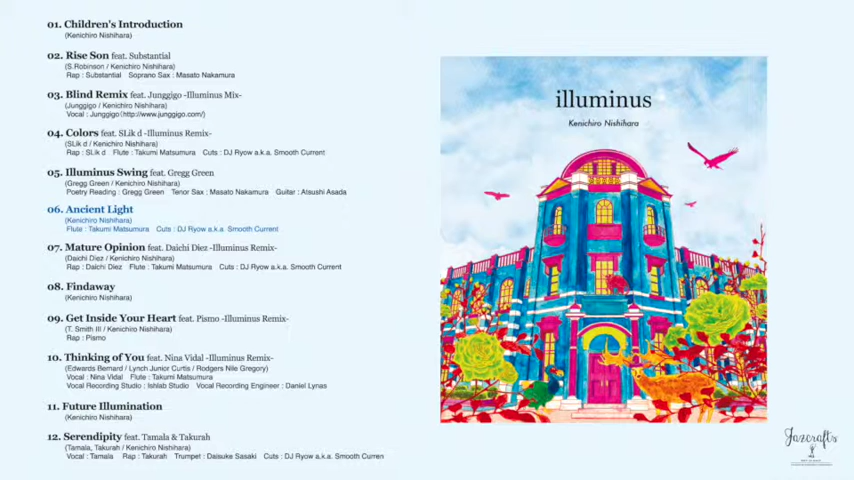 01. Children's Introduction
(Kenichiro Nishihara)
02. Rise Son feat. Substantial
(S.Robinson / Kenichiro Nishihara)
Rap : Substantial Soprano Sax : Masato Nakamura
03. Blind Remix feat. Junggigo -Illuminus Mix-
(Junggigo / Kenichiro Nishihara)
Vocal : Junggigo(http://www.junggigo.com/)
04. Colors feat. SLik d -Illuminus Remix-
(SLik d / Kenichiro Nishihara)
Rap : SLik d Flute : Takumi Matsumura Cuts : DJ Ryow a.k.a. Smooth Current
05. Illuminus Swing feat. Gregg Green
(Gregg Green / Kenichiro Nishihara)
Poetry Reading : Gregg Green Tenor Sax : Masato Nakamura Guitar : Atsushi Asada
06. Ancient Light
(Kenichiro Nishihara)
Flute : Takumi Matsumura Cuts : DJ Ryow a.k.a. Smooth Current
07. Mature Opinion feat. Daichi Diez -Illuminus Remix-
(Daichi Diez / Kenichiro Nishihara)
Rap : Daichi Diez Flute : Takumi Matsumura Cuts : DJ Ryow a.k.a. Smooth Current
08. Findaway
(Kenichiro Nishihara)
09. Get Inside Your Heart feat. Pismo -Illuminus Remix-
(T. Smith III / Kenichiro Nishihara)
Rap : Pismo
10. Thinking of You feat. Nina Vidal -Illuminus Remix-
(Edwards Bernard / Lynch Junior Curtis / Rodgers Nile Gregory)
Vocal : Nina Vidal Flute : Takumi Matsumura
Vocal Recording Studio : Ishlab Studio Vocal Recording Engineer : Daniel Lynas
11. Future Illumination
(Kenichiro Nishihara)
12. Serendipity feat. Tamala & Takurah
(Tamala, Takurah / Kenichiro Nishihara)
Vocal : Tamala Rap : Takurah Trumpet : Daisuke Sasaki Cuts : DJ Ryow a.k.a. Smooth Curren
illuminus
Kenichiro Nishihara
Jazcrafts